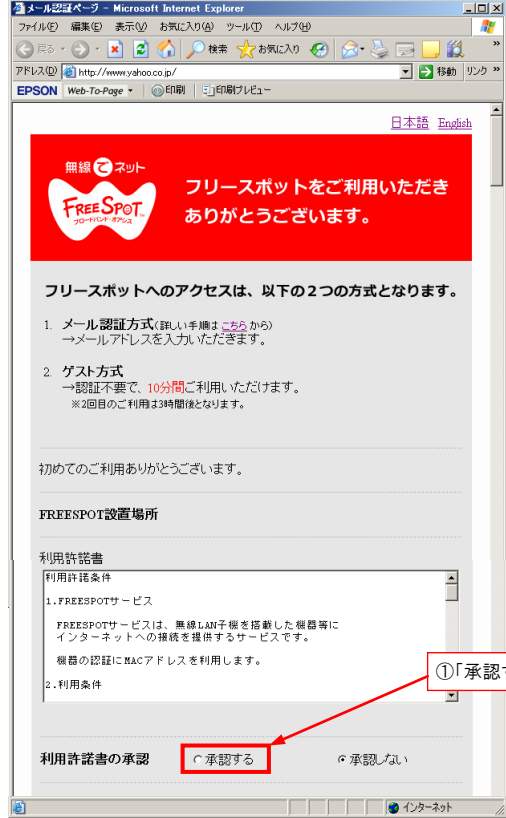 メール認証ページ - Microsoft Internet Explorer
ファイル(F) 編集(E) 表示(V) お気に入り(A) ツール(T) ヘルプ(H)
戻る 検索 お気に入り
アドレス(D) http://www.yahoo.co.jp/ 移動 リンク »
EPSON Web-To-Page 印刷 印刷プレビュー
日本語 English
無線 で ネット
FREESPOT
ブロードバンド・オアシス
フリースポットをご利用いただき
ありがとうございます。
フリースポットへのアクセスは、以下の2つの方式となります。
1. メール認証方式(詳しい手順は こちら から)
→メールアドレスを入力いただきます。
2. ゲスト方式
→認証不要で、10分間ご利用いただけます。
※2回目のご利用は3時間後となります。
初めてのご利用ありがとうございます。
FREESPOT設置場所
利用許諾書
利用許諾条件
1.FREESPOTサービス
FREESPOTサービスは、無線LAN子機を搭載した機器等に
インターネットへの接続を提供するサービスです。
機器の認証にMACアドレスを利用します。
2.利用条件
①「承認す
利用許諾書の承認 承認する 承認しない
インターネット